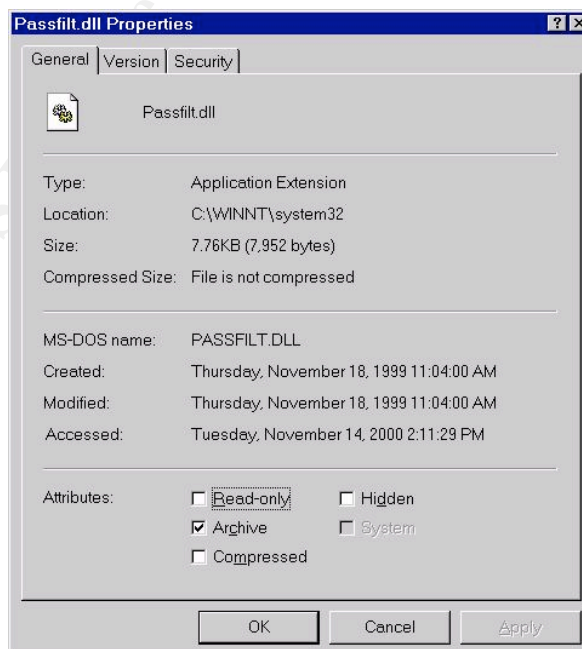 Passfilt.dll Properties
General Version Security
Passfilt.dll
Type: Application Extension
Location: C:\WINNT\system32
Size: 7.76KB (7,952 bytes)
Compressed Size: File is not compressed
MS-DOS name: PASSFILT.DLL
Created: Thursday, November 18, 1999 11:04:00 AM
Modified: Thursday, November 18, 1999 11:04:00 AM
Accessed: Tuesday, November 14, 2000 2:11:29 PM
Attributes: Read-only Hidden
Archive System
Compressed
OK Cancel Apply